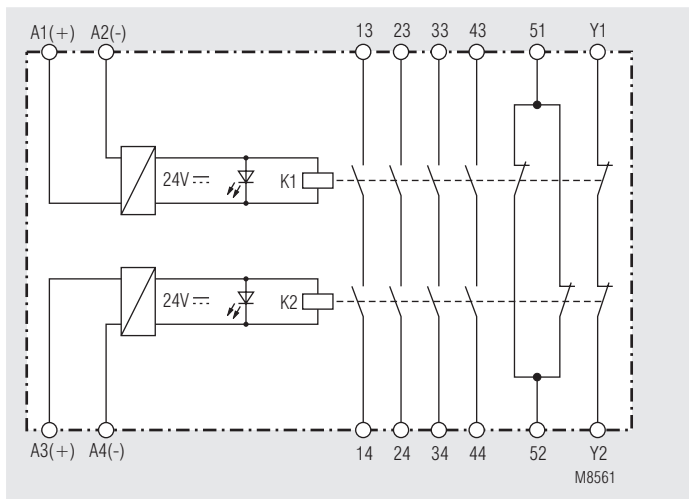 A1(+) A2(-) 13 23 33 43 51 Y1
24V K1
24V K2
A3(+) A4(-) 14 24 34 44 52 Y2
M8561